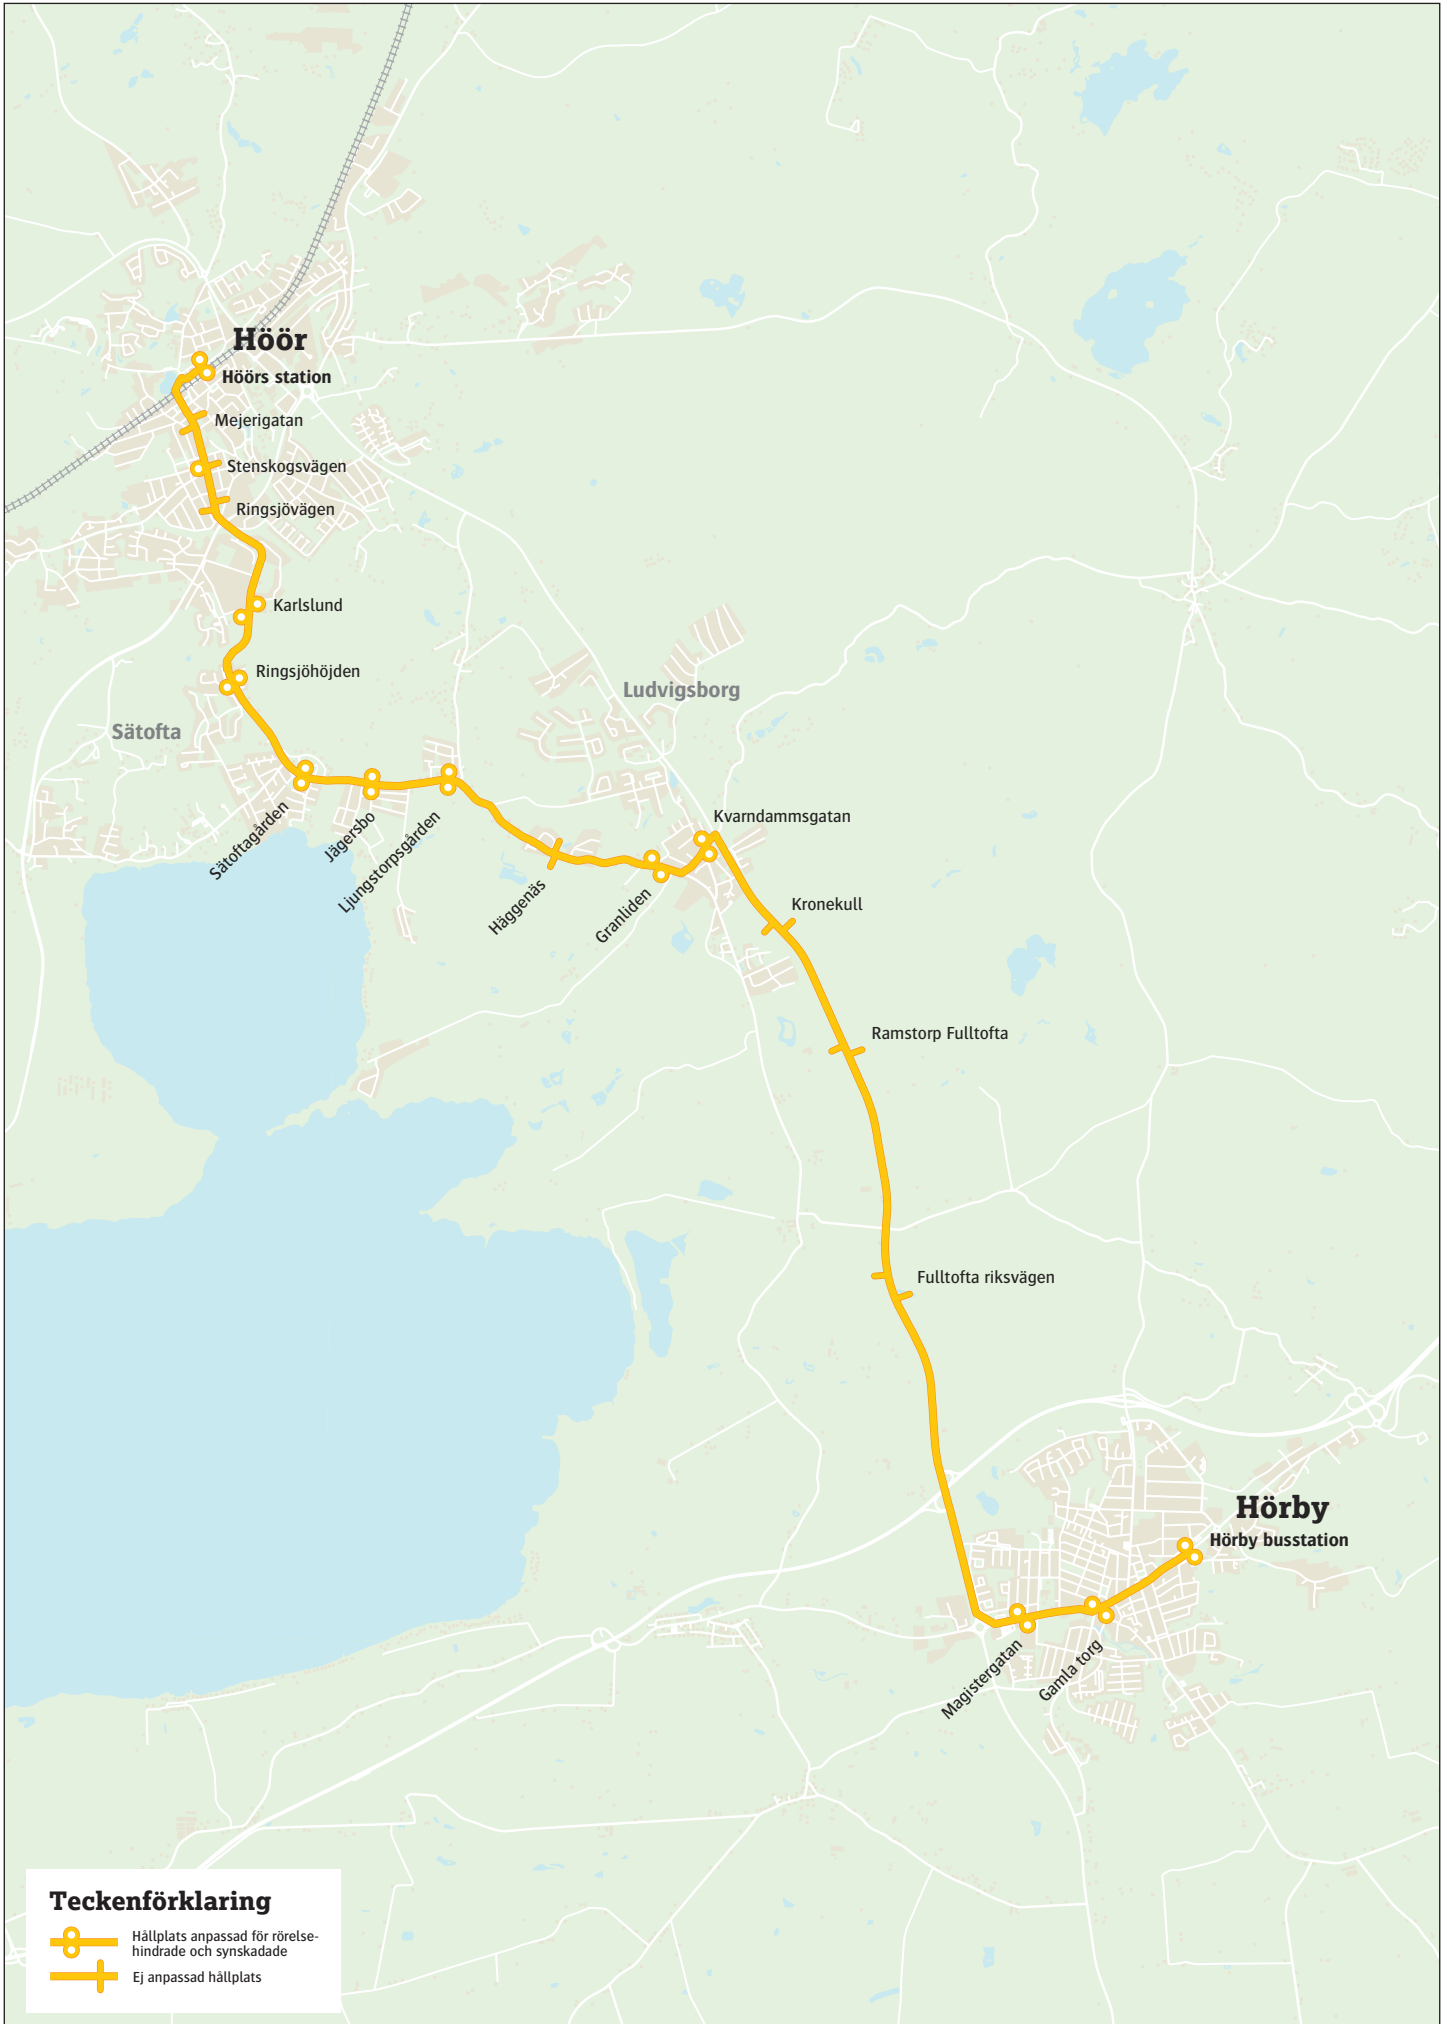 Höör
Höörs station
Mejerigatan
Stenskogsvägen
Ringsjövägen
Karlslund
Ringsjöhöjden
Ludvigsborg
Sätofta
Sätoftagården
Jägersbo
Ljungstorpsgården
Häggenäs
Granliden
Kvarndammsgatan
Kronekull
Ramstorp Fulltofta
Fulltofta riksvägen
Hörby
Hörby busstation
Magistergatan
Gamla torg
Teckenförklaring
Hållplats anpassad för rörelse-
hindrade och synskadade
Ej anpassad hållplats